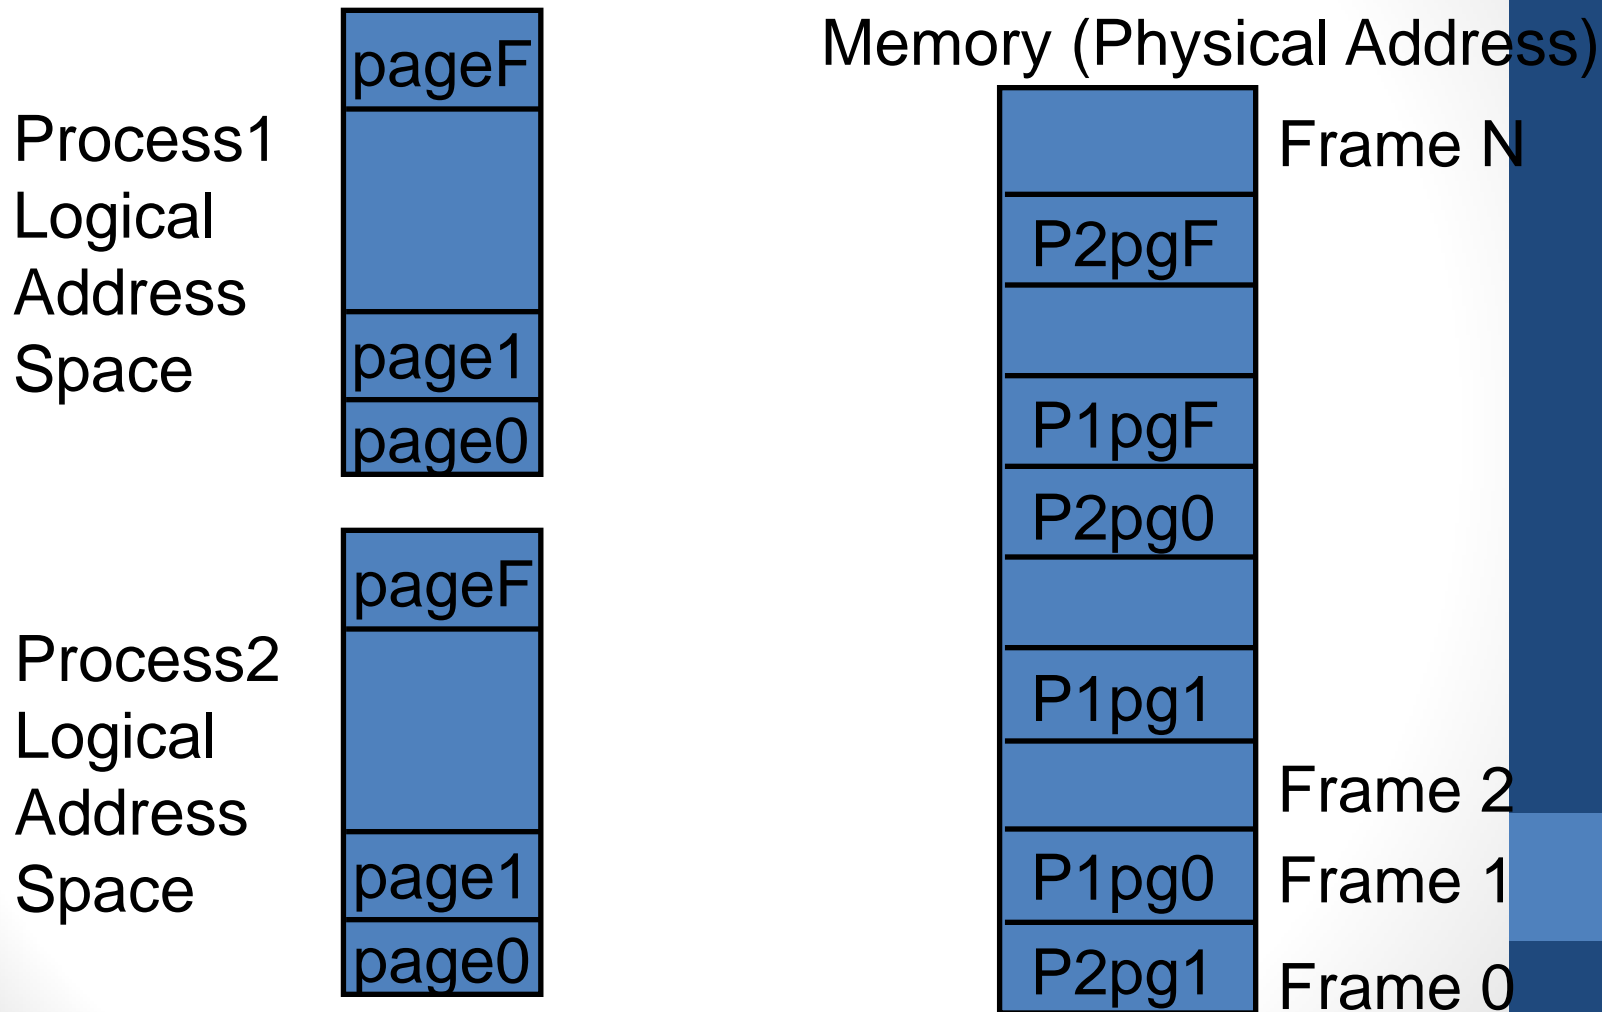 Process1
Logical
Address
Space
pageF
page1
page0
Process2
Logical
Address
Space
pageF
page1
page0
Memory (Physical Address)
Frame N
P2pgF
P1pgF
P2pg0
P1pg1
Frame 2
P1pg0 Frame 1
P2pg1 Frame 0